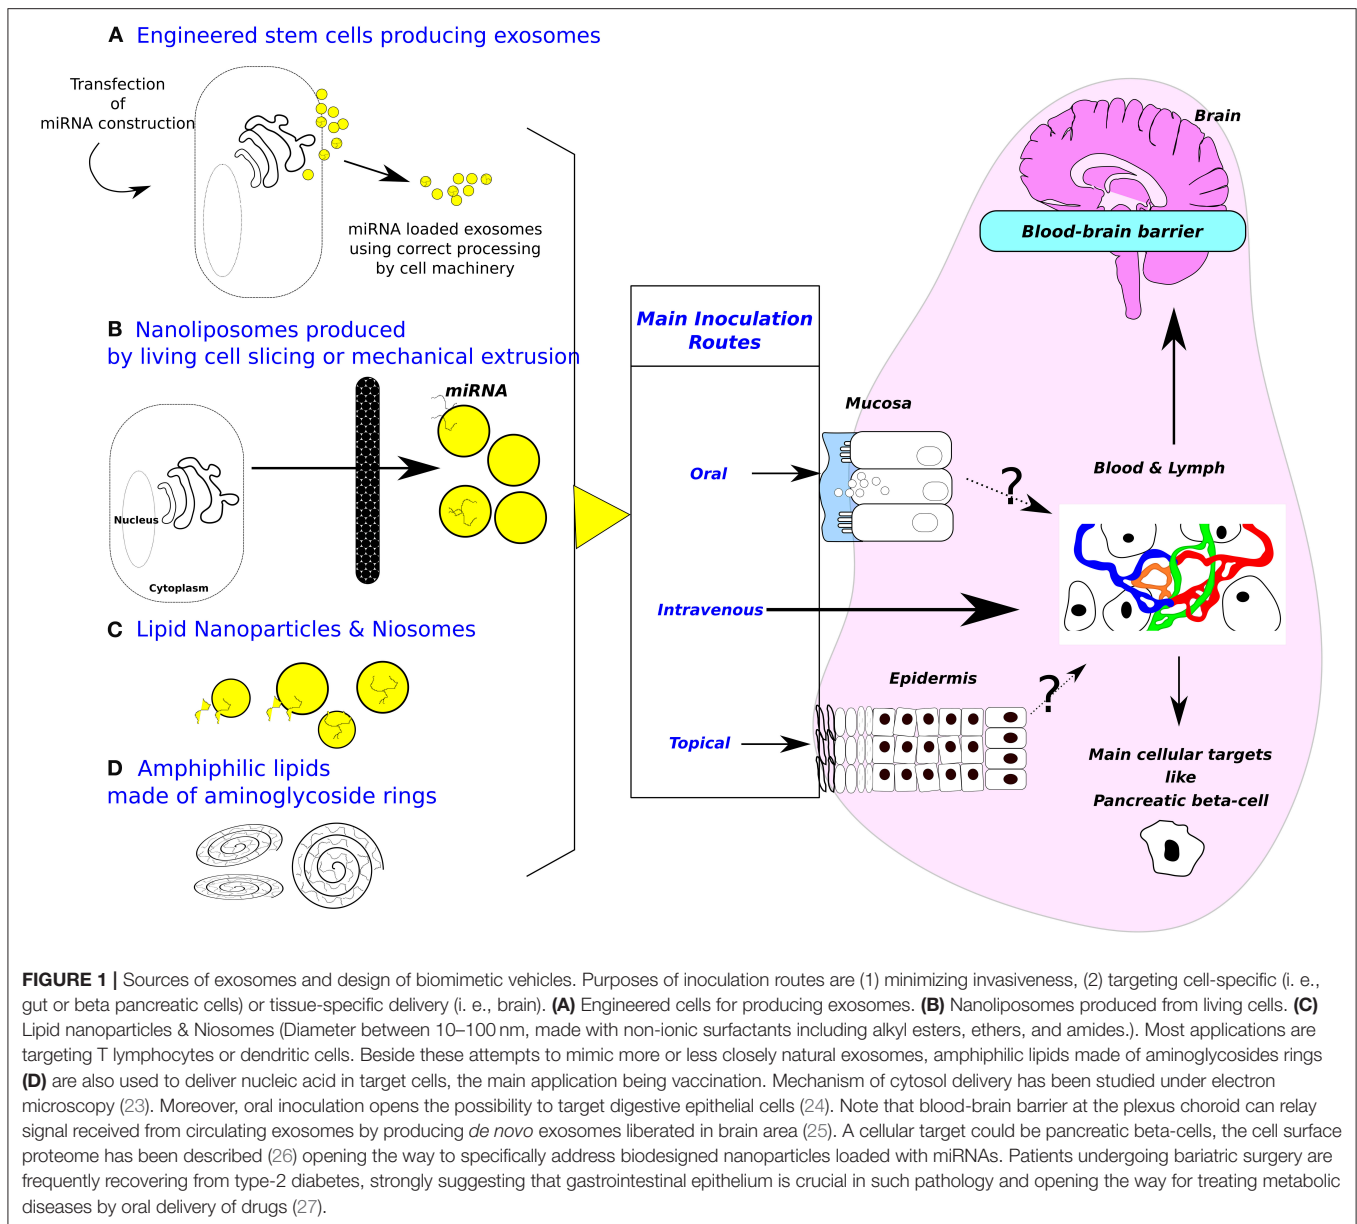 A Engineered stem cells producing exosomes
Transfection
of
miRNA construction
miRNA loaded exosomes
using correct processing
by cell machinery
B Nanoliposomes produced
by living cell slicing or mechanical extrusion
miRNA
Nucleus
Cytoplasm
C Lipid Nanoparticles & Niosomes
D Amphiphilic lipids
made of aminoglycoside rings
Main Inoculation
Routes
Oral
Intravenous
Topical
Mucosa
?
Epidermis
?
Brain
Blood-brain barrier
Blood & Lymph
Main cellular targets
like
Pancreatic beta-cell
FIGURE 1 | Sources of exosomes and design of biomimetic vehicles. Purposes of inoculation routes are (1) minimizing invasiveness, (2) targeting cell-specific (i. e.,
gut or beta pancreatic cells) or tissue-specific delivery (i. e., brain). (A) Engineered cells for producing exosomes. (B) Nanoliposomes produced from living cells. (C)
Lipid nanoparticles & Niosomes (Diameter between 10–100 nm, made with non-ionic surfactants including alkyl esters, ethers, and amides.). Most applications are
targeting T lymphocytes or dendritic cells. Beside these attempts to mimic more or less closely natural exosomes, amphiphilic lipids made of aminoglycosides rings
(D) are also used to deliver nucleic acid in target cells, the main application being vaccination. Mechanism of cytosol delivery has been studied under electron
microscopy (23). Moreover, oral inoculation opens the possibility to target digestive epithelial cells (24). Note that blood-brain barrier at the plexus choroid can relay
signal received from circulating exosomes by producing de novo exosomes liberated in brain area (25). A cellular target could be pancreatic beta-cells, the cell surface
proteome has been described (26) opening the way to specifically address biodesigned nanoparticles loaded with miRNAs. Patients undergoing bariatric surgery are
frequently recovering from type-2 diabetes, strongly suggesting that gastrointestinal epithelium is crucial in such pathology and opening the way for treating metabolic
diseases by oral delivery of drugs (27).